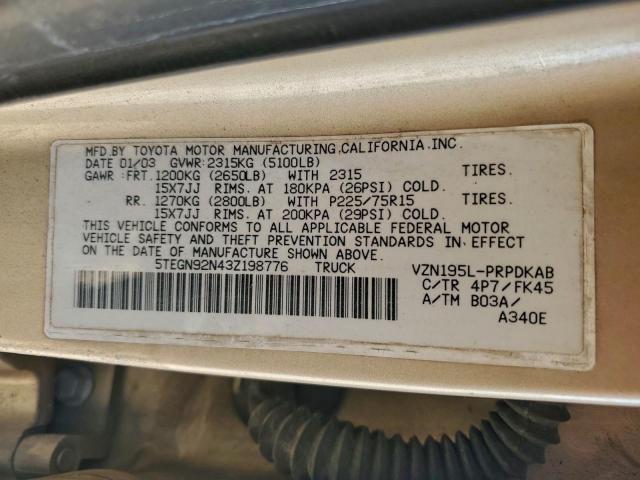 MFD.BY TOYOTA MOTOR MANUFACTURING,CALIFORNIA.INC.
DATE 01/03 GVWR:2315KG (5100LB)
GAWR: FRT.1200KG (2650LB) WITH 2315 TIRES.
15X7JJ RIMS. AT 180KPA (26PSI) COLD.
RR. 1270KG (2800LB) WITH P225/75R15 TIRES.
15X7JJ RIMS. AT 200KPA (29PSI) COLD.
THIS VEHICLE CONFORMS TO ALL APPLICABLE FEDERAL MOTOR
VEHICLE SAFETY AND THEFT PREVENTION STANDARDS IN EFFECT
ON THE DATE OF MANUFACTURE SHOWN ABOVE.
5TEGN92N43Z198776 TRUCK VZN195L-PRPDKAB
C/TR 4P7/FK45
A/TM B03A/
A340E